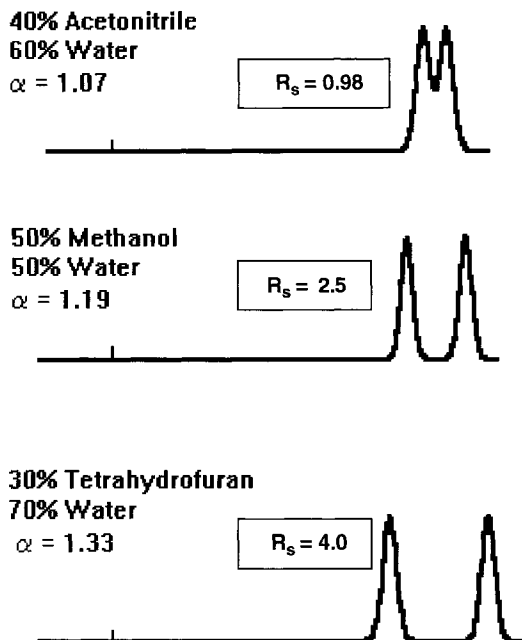 40% Acetonitrile
60% Water
α = 1.07
Rₛ = 0.98
50% Methanol
50% Water
α = 1.19
Rₛ = 2.5
30% Tetrahydrofuran
70% Water
α = 1.33
Rₛ = 4.0